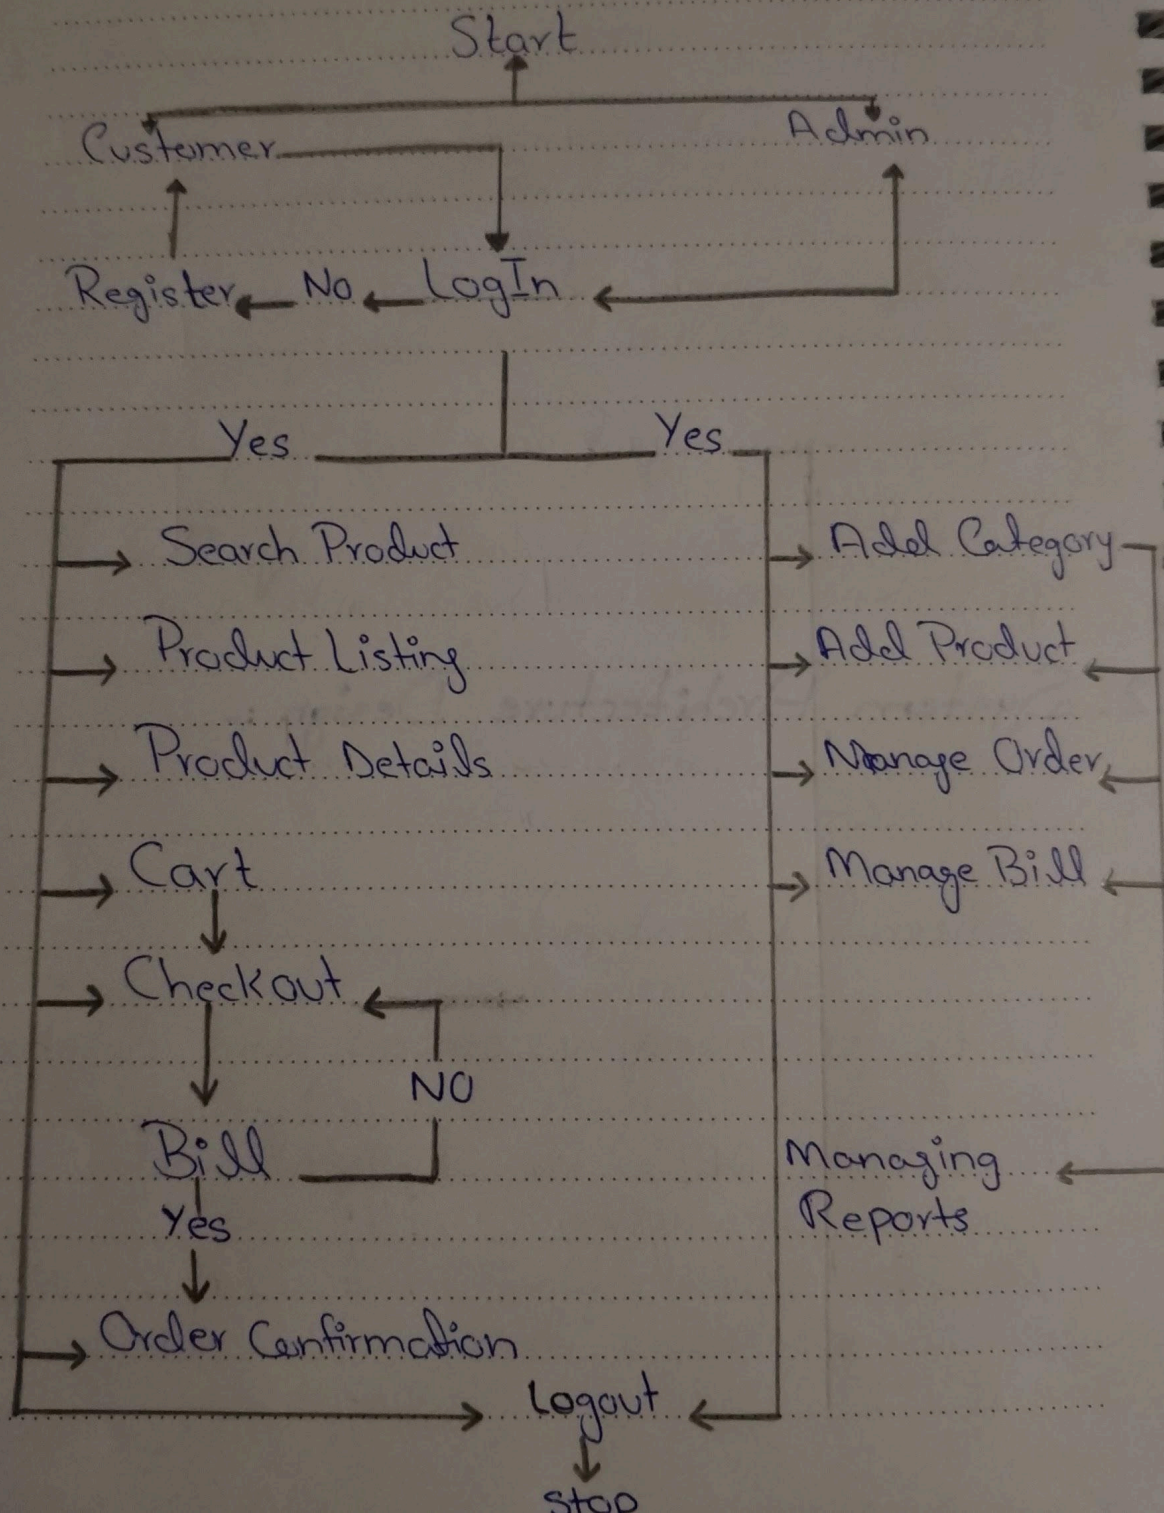 Start
Customer
Admin
Register No LogIn
Yes Yes
Search Product
Add Category
Product Listing
Add Product
Product Details
Manage Order
Cart
Manage Bill
Checkout
NO
Bill
Yes
Managing
Reports
Order Confirmation
Logout
Stop